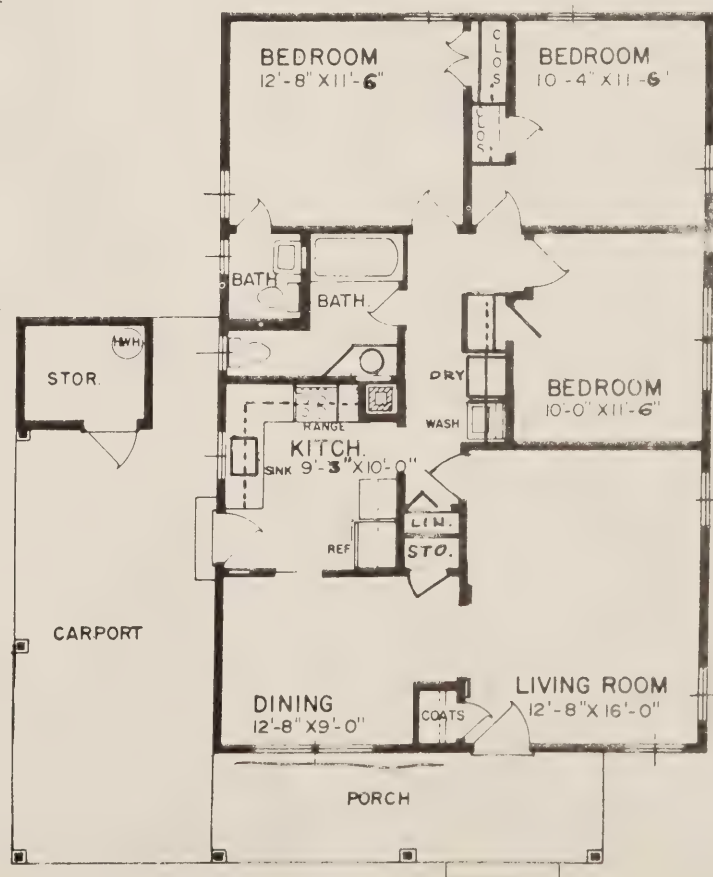 BEDROOM
12'-8" X 11'-6"
CLOS
BEDROOM
10-4" X 11-6"
CLOS
BATH
BATH.
HWH
STOR.
DRY
BEDROOM
10'-0" X 11'-6"
RANGE
WASH
KITCH.
SINK
9'-3" X 10'-0"
LIN.
REF
STO.
CARPORT
DINING
12'-8" X 9'-0"
COATS
LIVING ROOM
12'-8" X 16'-0"
PORCH